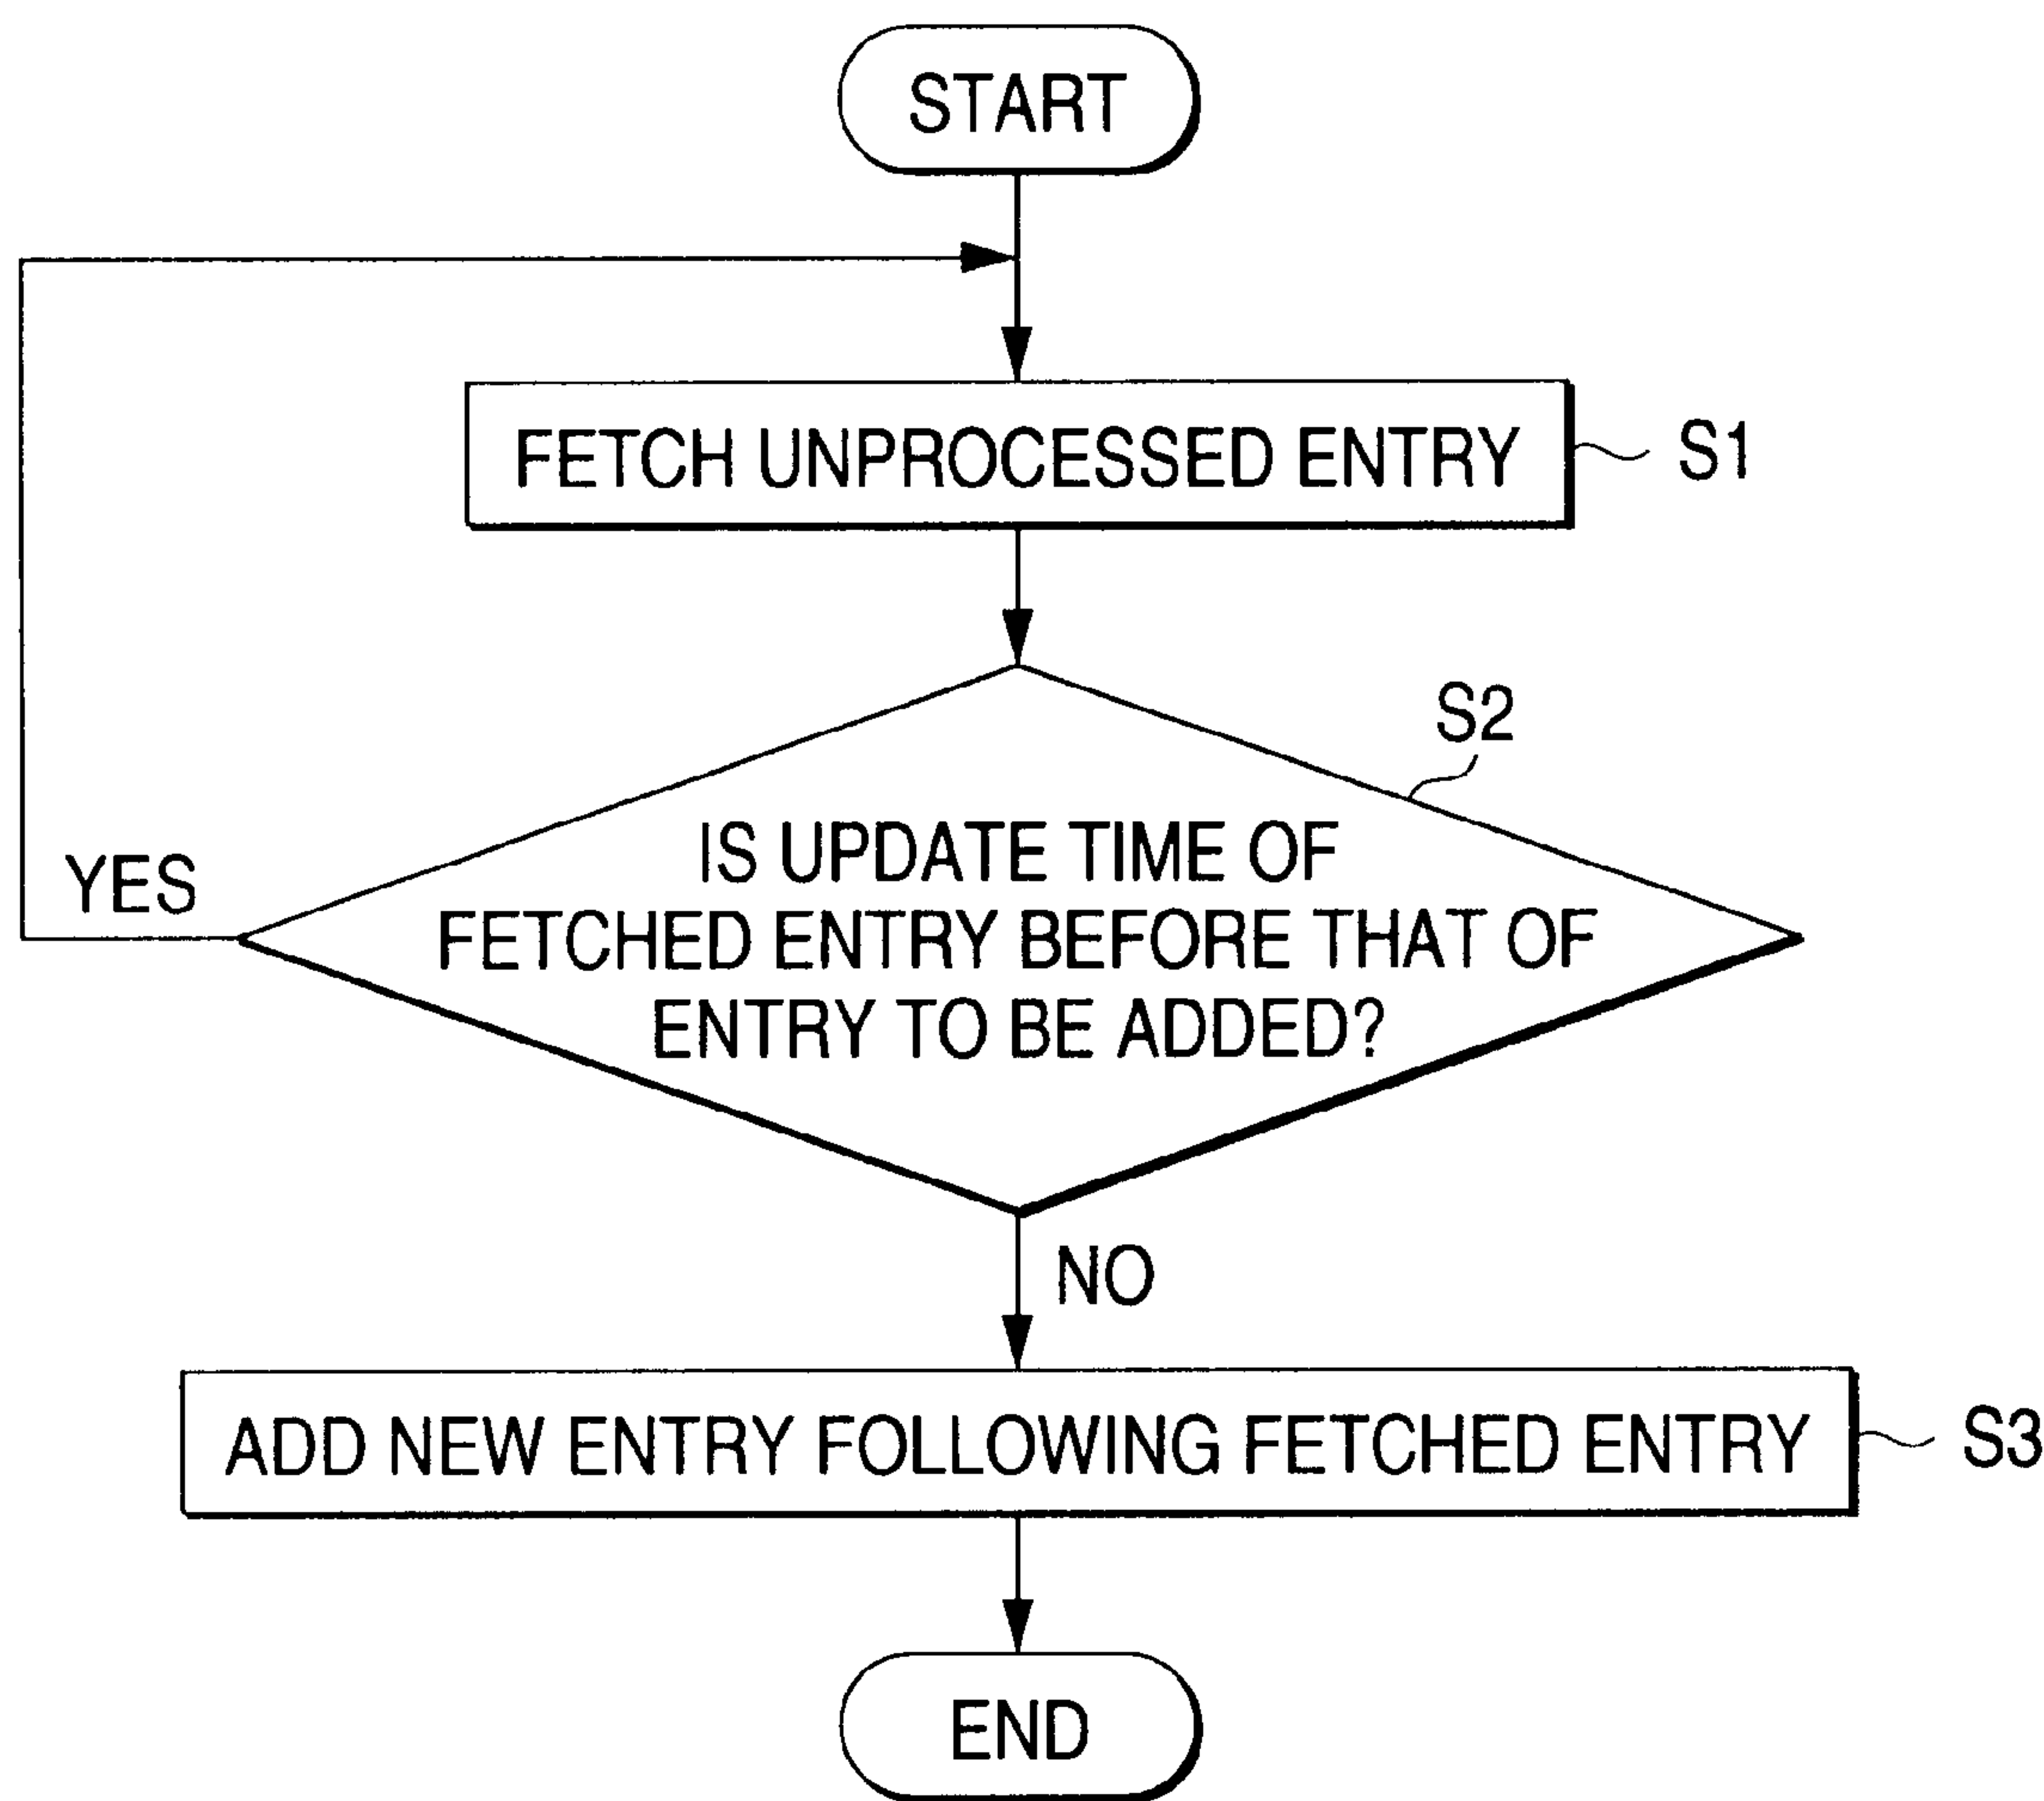 START
FETCH UNPROCESSED ENTRY
S1
S2
IS UPDATE TIME OF
FETCHED ENTRY BEFORE THAT OF
ENTRY TO BE ADDED?
YES
NO
ADD NEW ENTRY FOLLOWING FETCHED ENTRY
S3
END